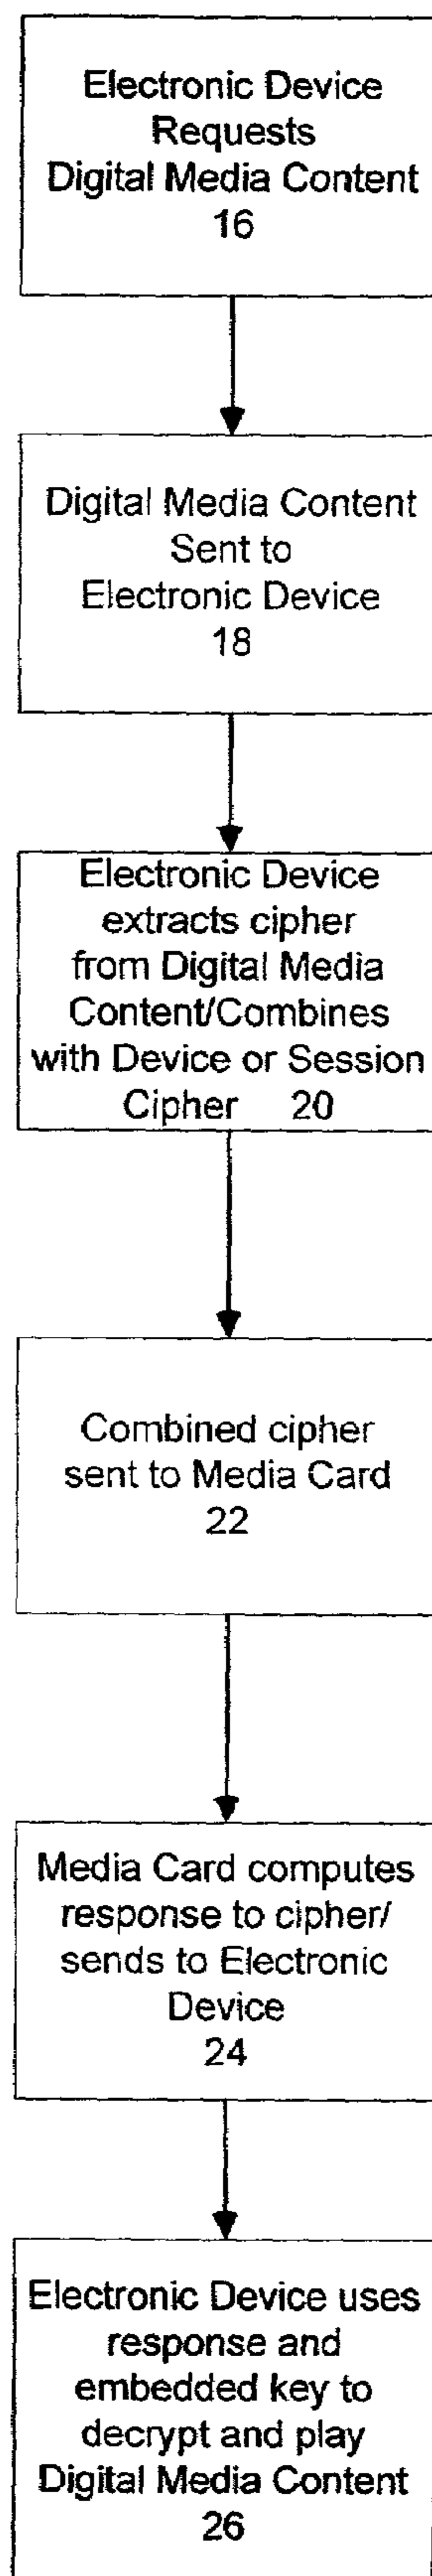 Electronic Device
Requests
Digital Media Content
16
Digital Media Content
Sent to
Electronic Device
18
Electronic Device
extracts cipher
from Digital Media
Content/Combines
with Device or Session
Cipher 20
Combined cipher
sent to Media Card
22
Media Card computes
response to cipher/
sends to Electronic
Device
24
Electronic Device uses
response and
embedded key to
decrypt and play
Digital Media Content
26